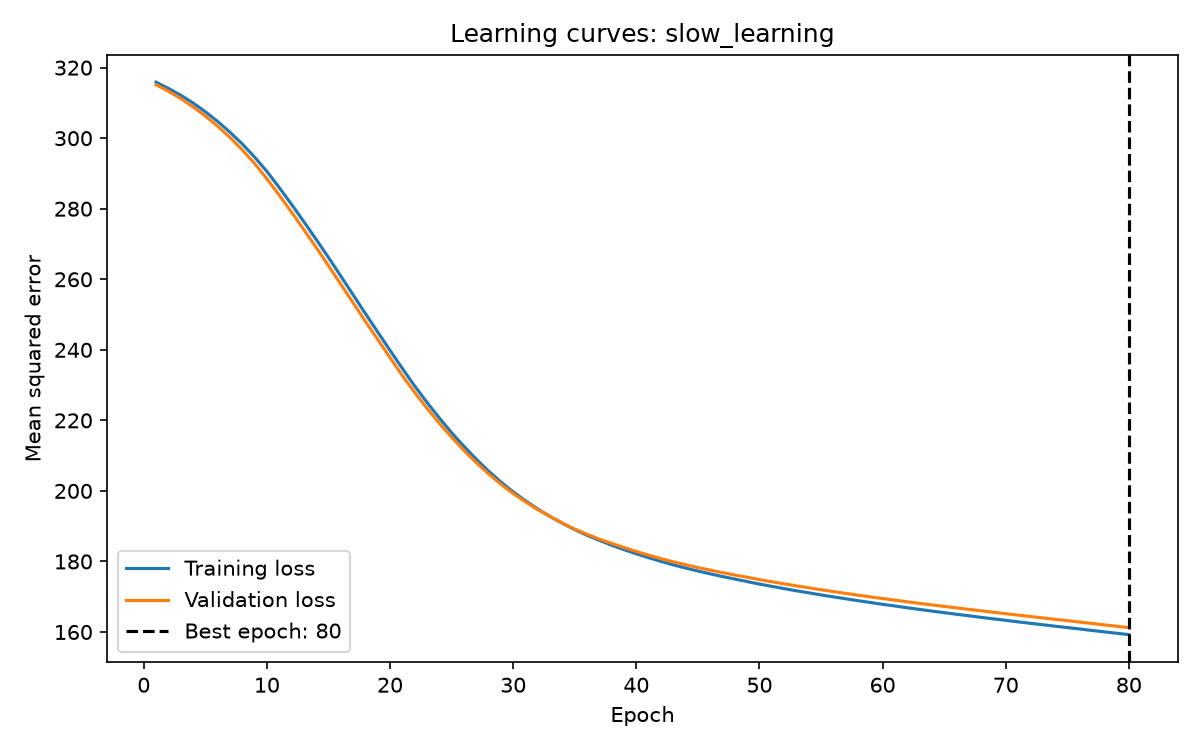 Learning curves: slow_learning
Mean squared error
320
300
280
260
240
220
200
180
160
Training loss
Validation loss
Best epoch: 80
0 10 20 30 40 50 60 70 80
Epoch